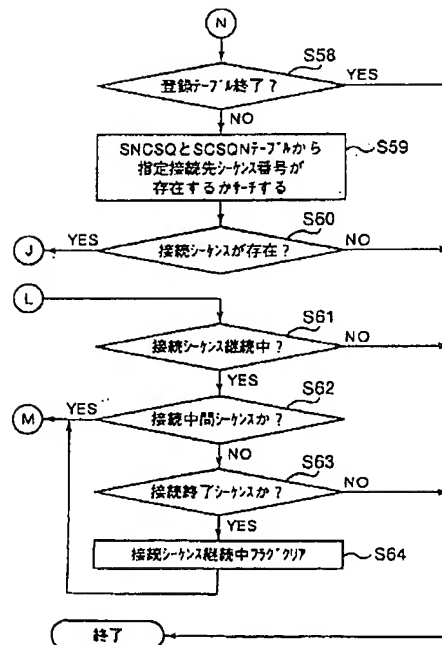 N
S58
登録ﾃｰﾌﾞﾙ終了?
YES
NO
SNCSQとSCSQNﾃｰﾌﾞﾙから
指定接続先ｼｰｹﾝｽ番号が
存在するかｻｰﾁする
S59
S60
J
YES
接続ｼｰｹﾝｽが存在?
NO
L
S61
接続ｼｰｹﾝｽ継続中?
NO
YES
S62
M
YES
接続中間ｼｰｹﾝｽか?
NO
S63
接続終了ｼｰｹﾝｽか?
NO
YES
接続ｼｰｹﾝｽ継続中ﾌﾗｸﾞｸﾘｱ
S64
終了